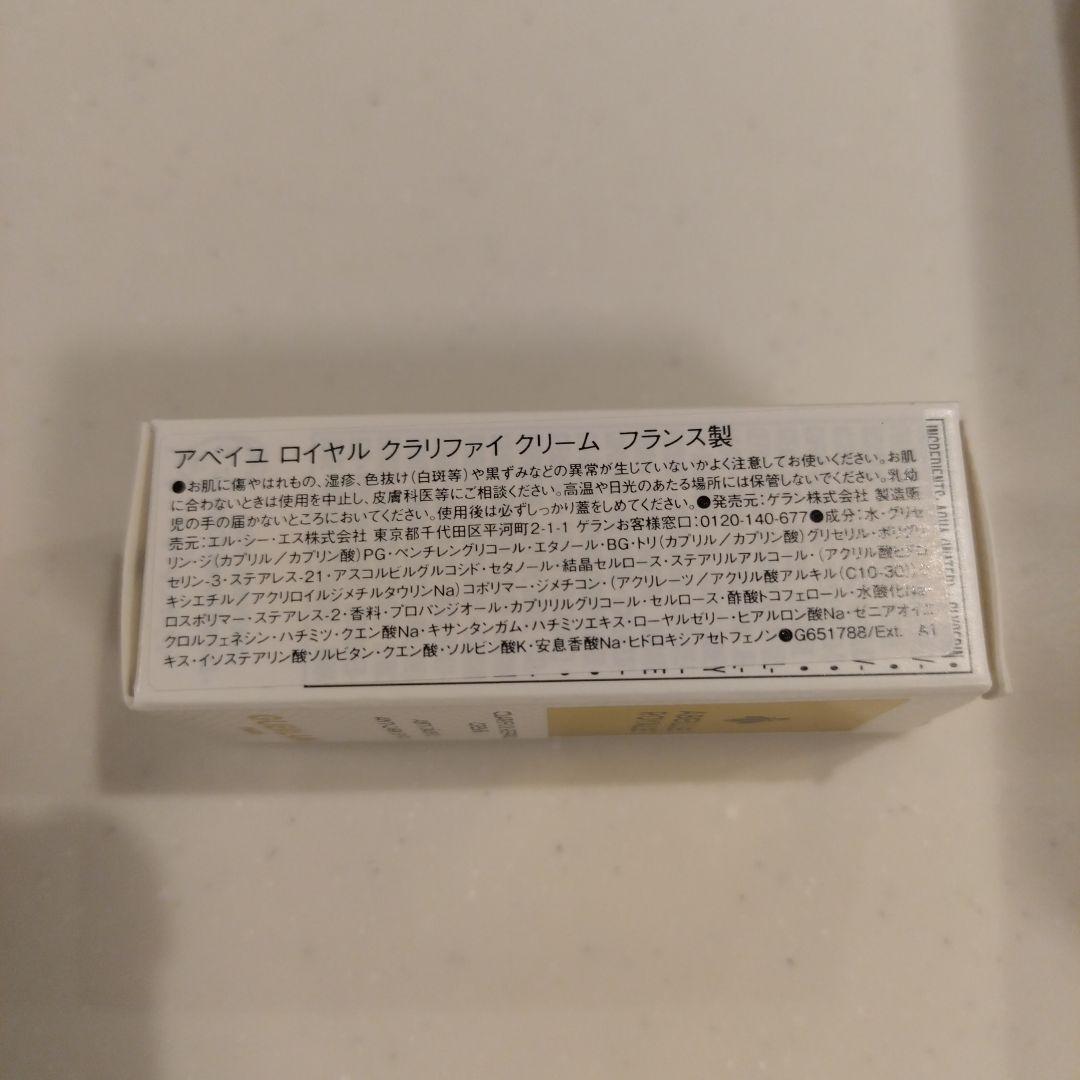 アベイユ ロイヤル クラリファイ クリーム フランス製
●お肌に傷やはれもの、湿疹、色抜け(白斑等)や黒ずみなどの異常が生じていないかよく注意してお使いください。お肌
に合わないときは使用を中止し、皮膚科医等にご相談ください。高温や日光のあたる場所には保管しないでください。乳幼
児の手の届かないところにおいてください。使用後は必ずしっかり蓋をしめてください。●発売元:ゲラン株式会社 製造販
売元:エル・シー・エス株式会社 東京都千代田区平河町2-1-1 ゲランお客様窓口:0120-140-677●成分:水・グリセ
リン・ジ(カプリル/カプリン酸)PG・ペンチレングリコール・エタノール・BG・トリ(カプリル/カプリン酸)グリセリル・ポリグリ
セリン-3・ステアレス-21・アスコルビルグルコシド・セタノール・結晶セルロース・ステアリルアルコール・(アクリル酸ヒドロ
キシエチル/アクリロイルジメチルタウリンNa)コポリマー・ジメチコン・(アクリレーツ/アクリル酸アルキル(C10-30))
ロスポリマー・ステアレス-2・香料・プロパンジオール・カプリリルグリコール・セルロース・酢酸トコフェロール・水酸化Na
クロルフェネシン・ハチミツ・クエン酸Na・キサンタンガム・ハチミツエキス・ローヤルゼリー・ヒアルロン酸Na・ゼニアオイエ
キス・イソステアリン酸ソルビタン・クエン酸・ソルビン酸K・安息香酸Na・ヒドロキシアセトフェノン●G651788/Ext. A1
ABEILLE
ROYALE